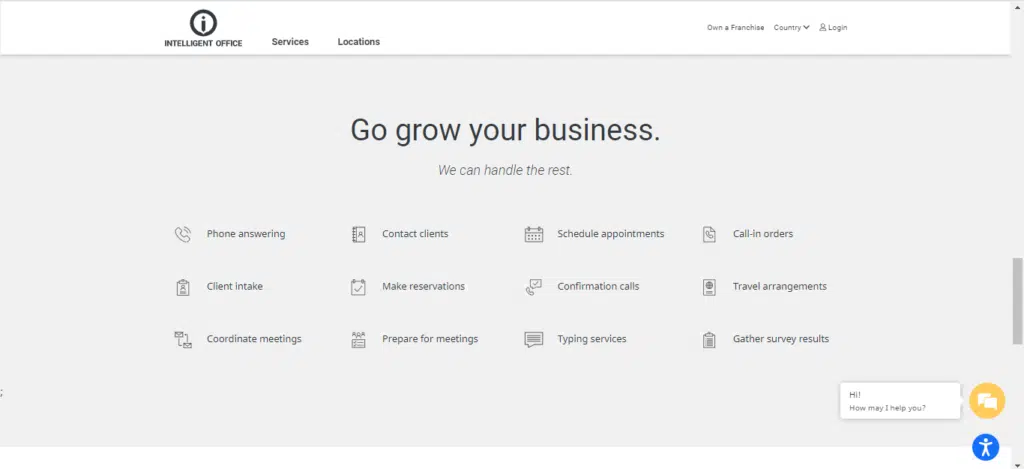 INTELLIGENT OFFICE
Services
Locations
Own a Franchise
Country
Login
Go grow your business.
We can handle the rest.
Phone answering
Contact clients
Schedule appointments
Call-in orders
Client intake
Make reservations
Confirmation calls
Travel arrangements
Coordinate meetings
Prepare for meetings
Typing services
Gather survey results
;
Hi!
How may I help you?